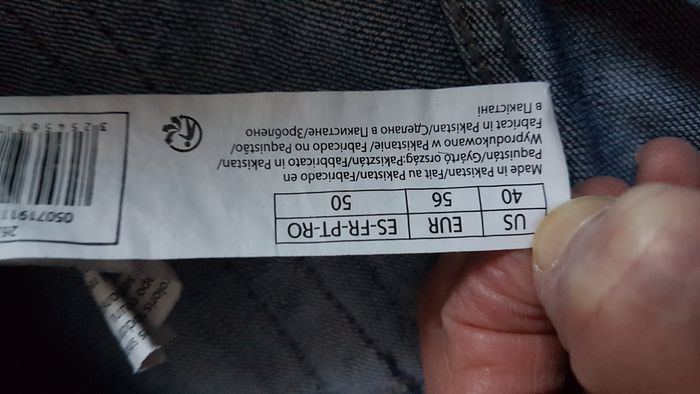 US EUR ES-FR-PT-RO
40 56 50
Made in Pakistan/Fait au Pakistan/Fabricado en
Paquistán/Gyártó ország:Pakisztán/Fabbricato in Pakistan/
Wyprodukowano w Pakistanie/ Fabricado no Paquistão/
Fabricat in Pakistan/Сделано в Пакистане/Зроблено
в Пакістані